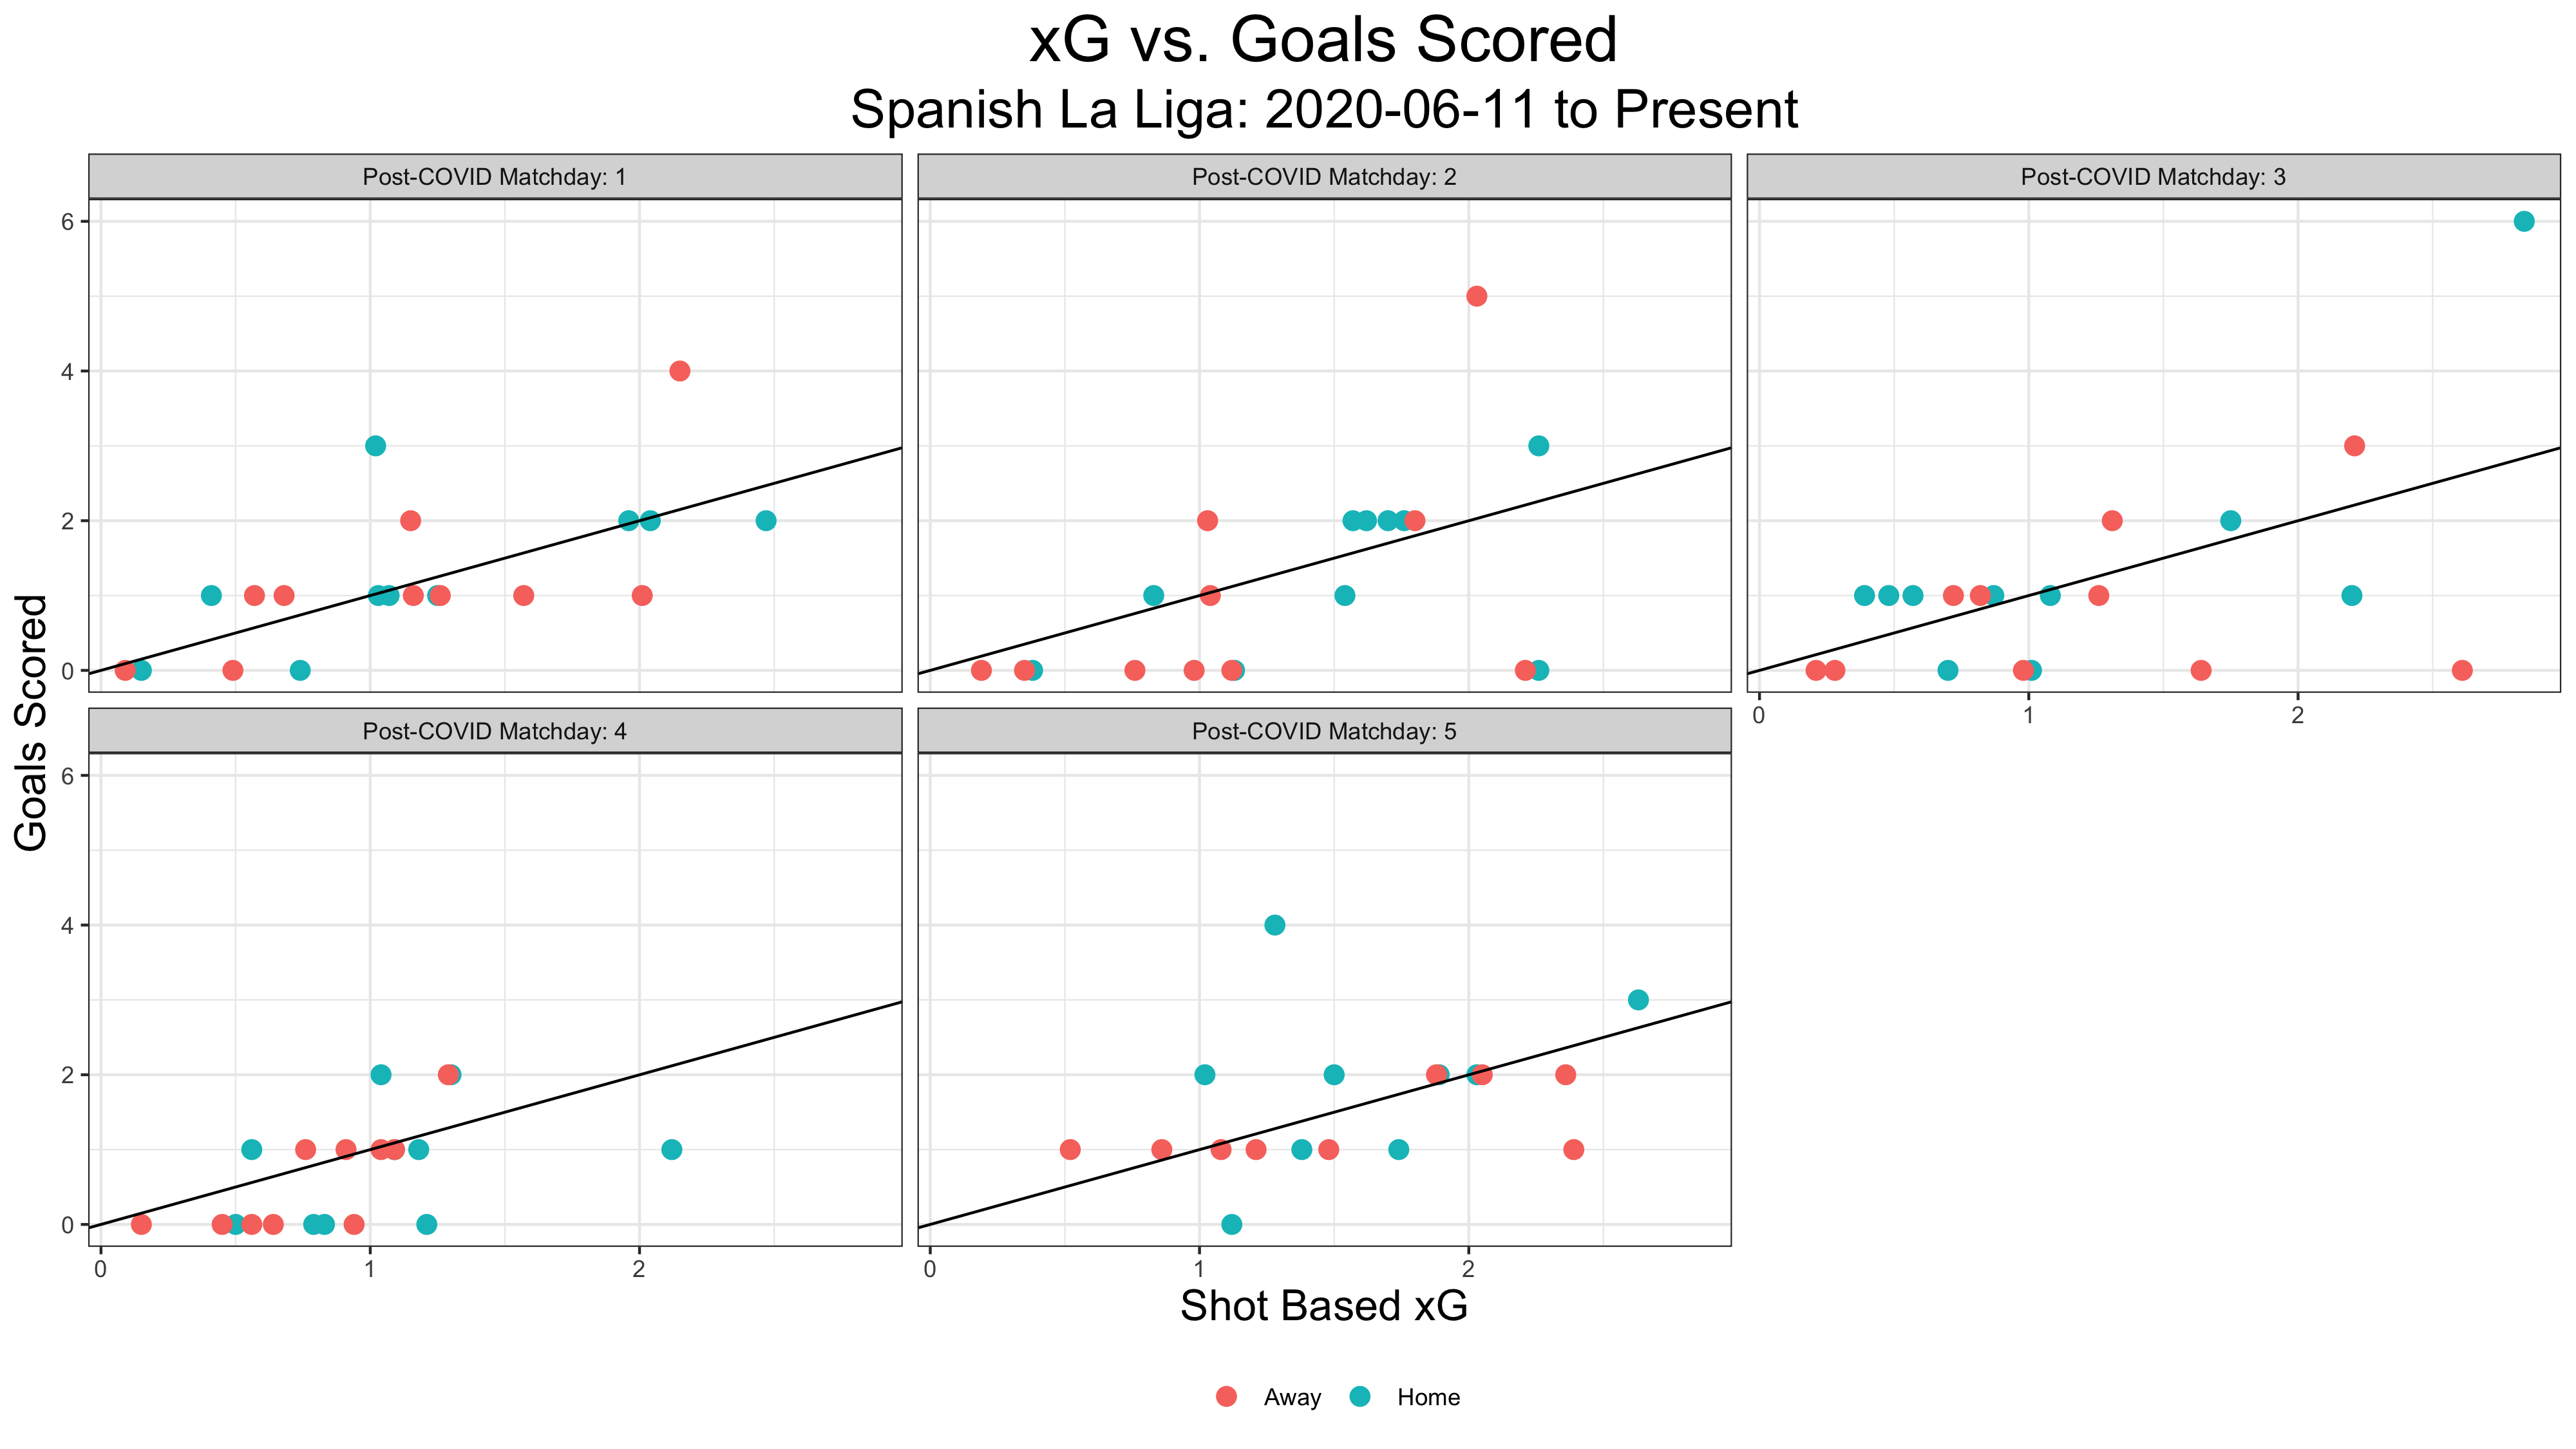 xG vs. Goals Scored
Spanish La Liga: 2020-06-11 to Present
Post-COVID Matchday: 1
Post-COVID Matchday: 2
Post-COVID Matchday: 3
6
4
2
0
0
1
2
Goals Scored
Post-COVID Matchday: 4
Post-COVID Matchday: 5
6
4
2
0
0
1
2
0
1
2
Shot Based xG
Away
Home